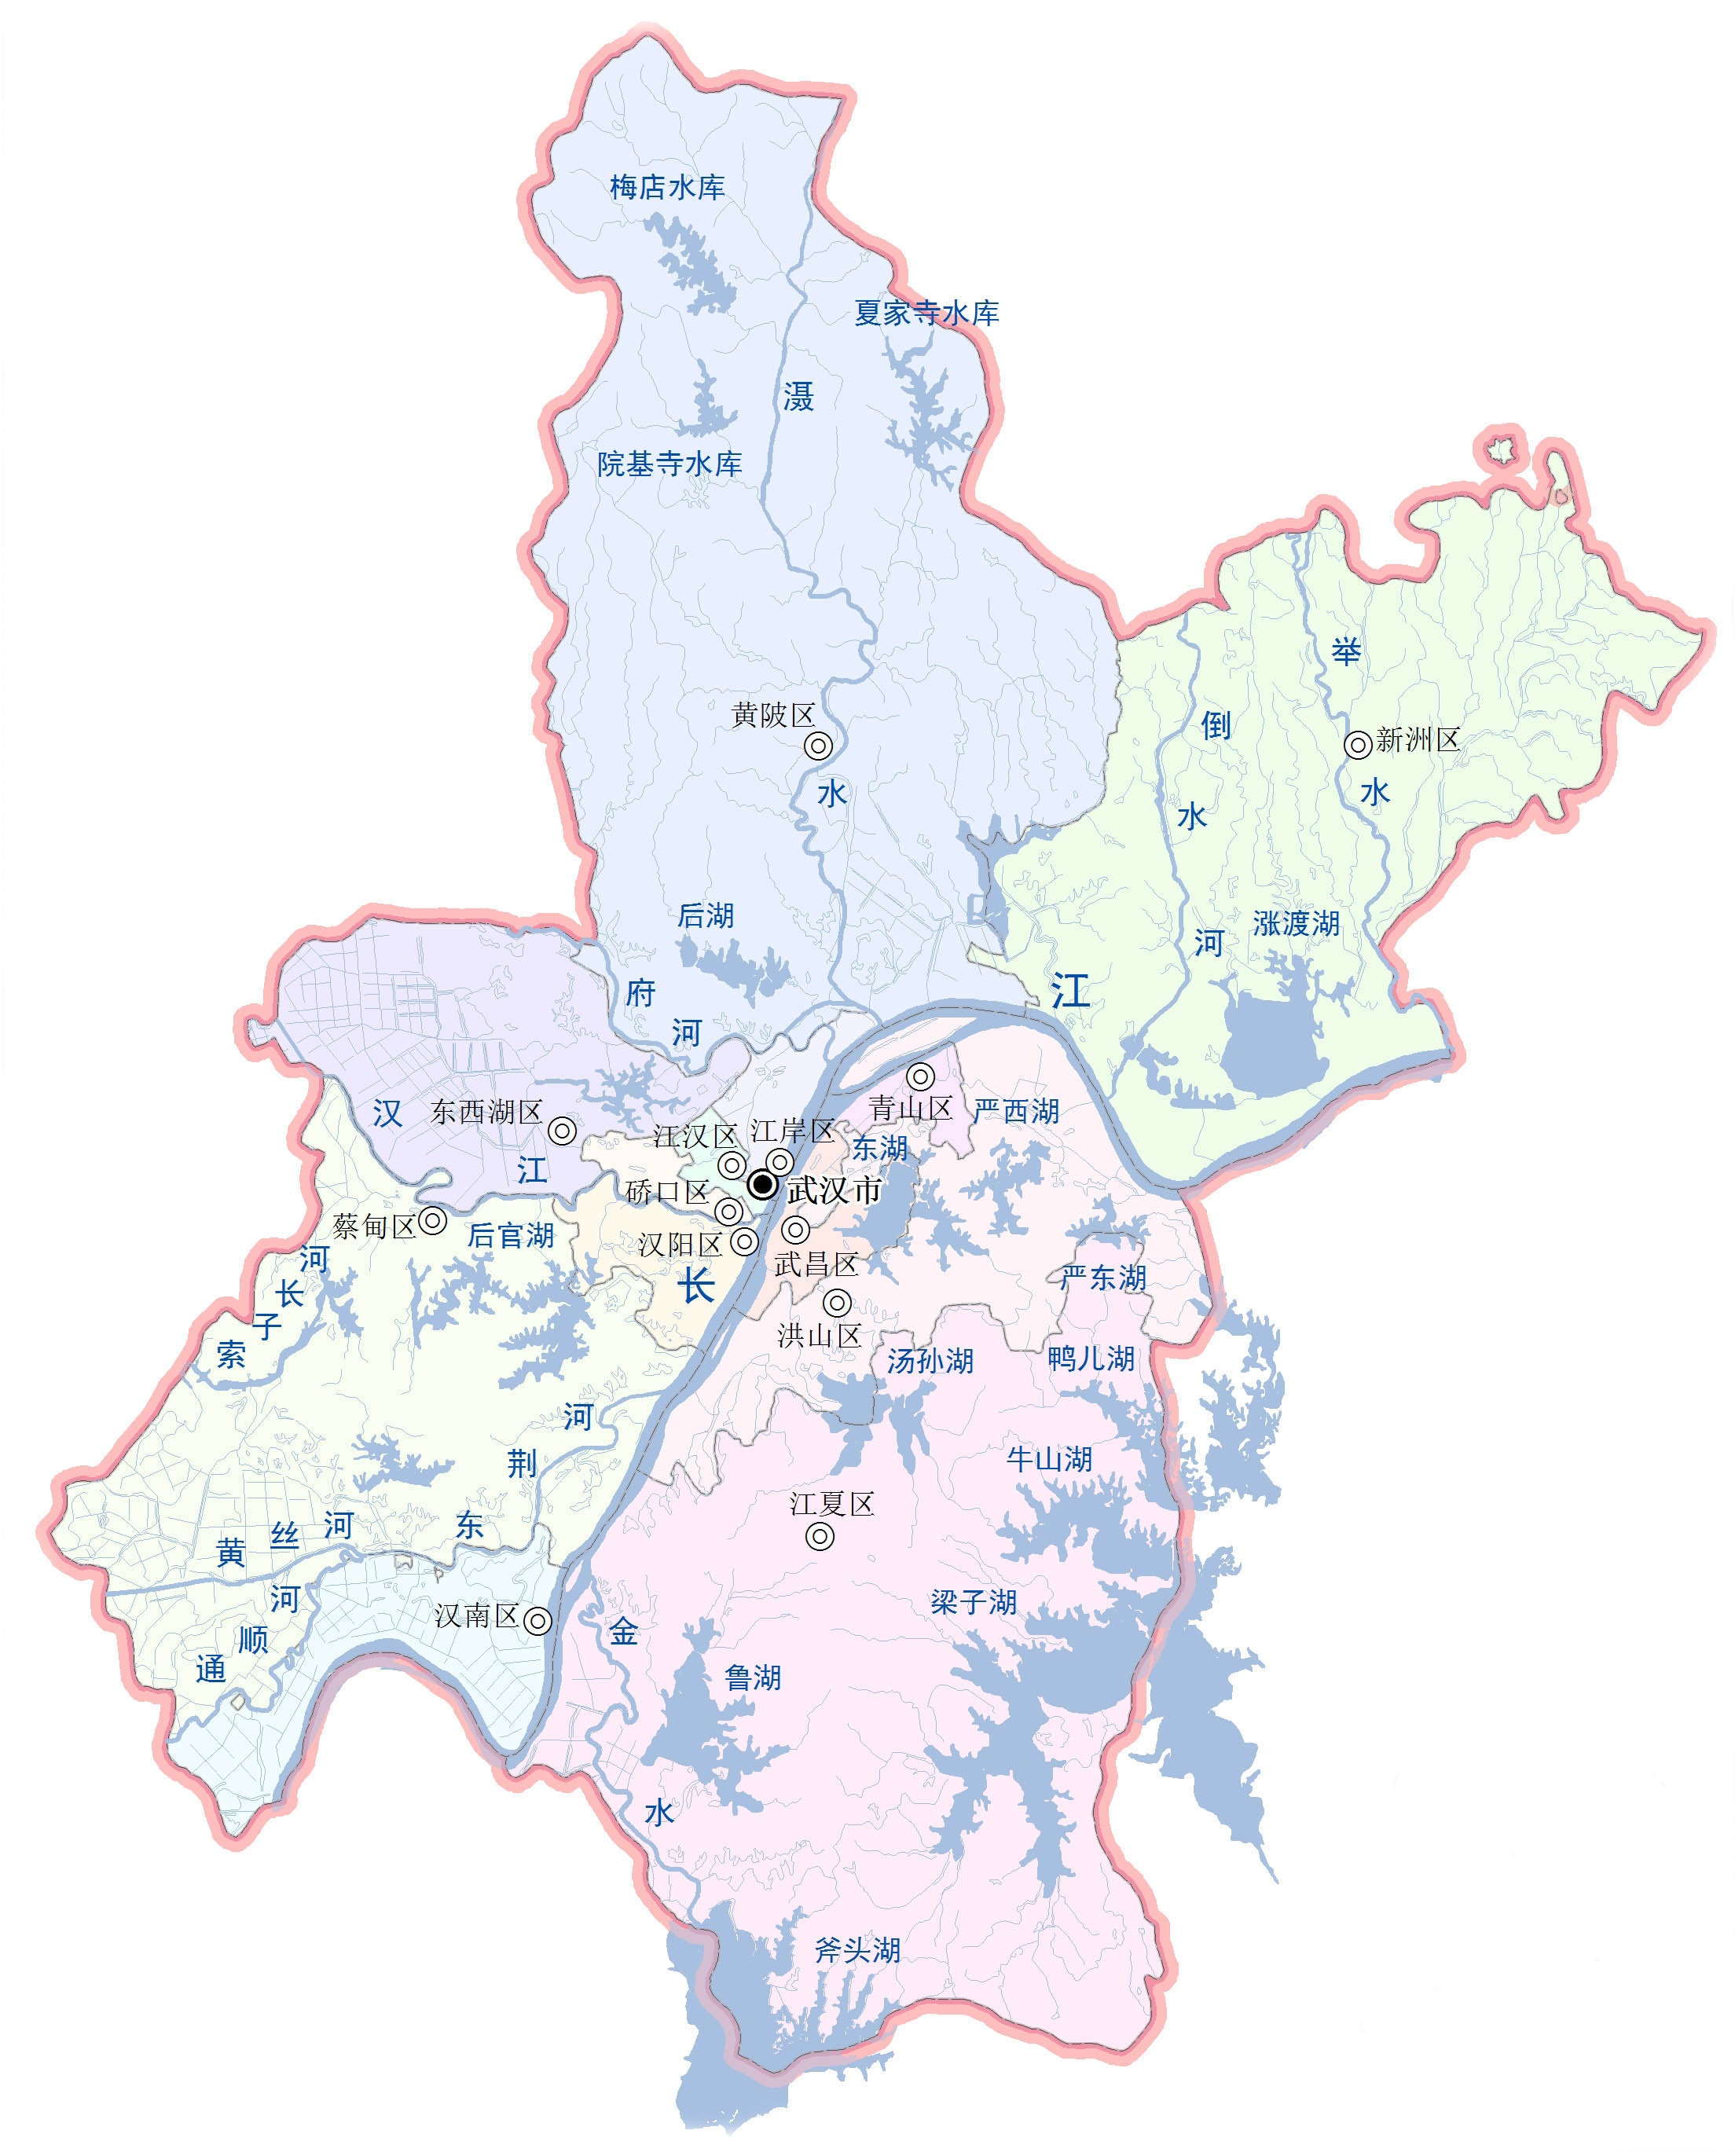 梅店水库
夏家寺水库
滠水
院基寺水库
举水
倒水河
黄陂区
新洲区
后湖
涨渡湖
府河
长江
汉江
东西湖区
青山区
严西湖
江汉区
江岸区
东湖
硚口区
武汉市
蔡甸区
后官湖
汉阳区
武昌区
索子长河
严东湖
洪山区
汤孙湖
鸭儿湖
东荆河
牛山湖
江夏区
黄丝河
通顺河
汉南区
梁子湖
金水
鲁湖
斧头湖